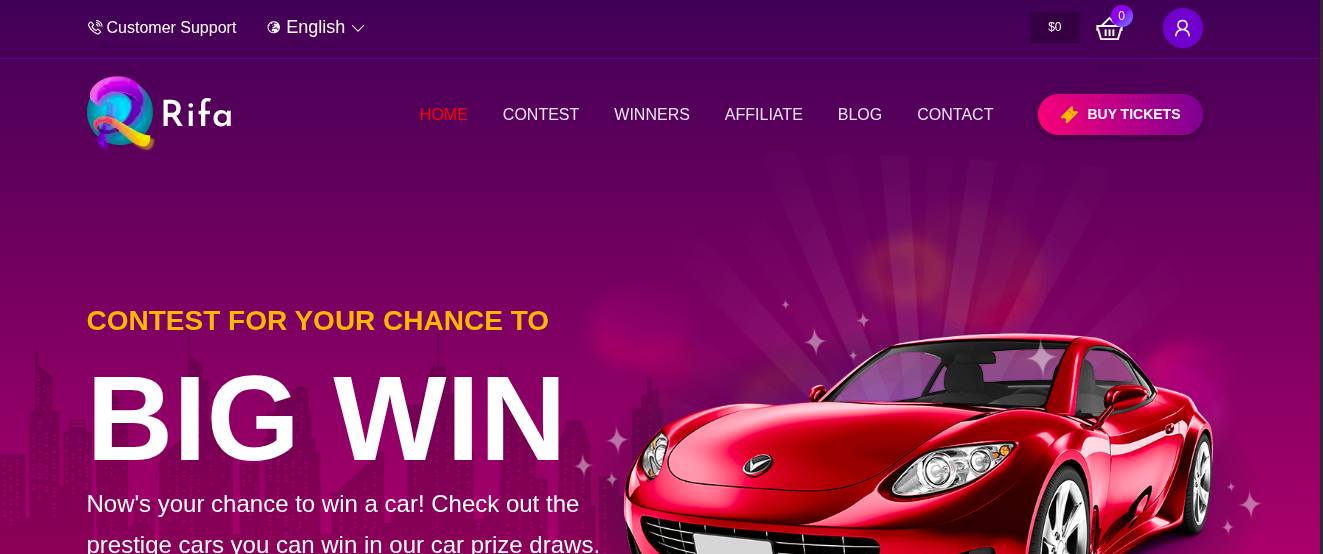 Customer Support English $0 0
Rifa HOME CONTEST WINNERS AFFILIATE BLOG CONTACT BUY TICKETS
CONTEST FOR YOUR CHANCE TO
BIG WIN
Now's your chance to win a car! Check out the
prestige cars you can win in our car prize draws.